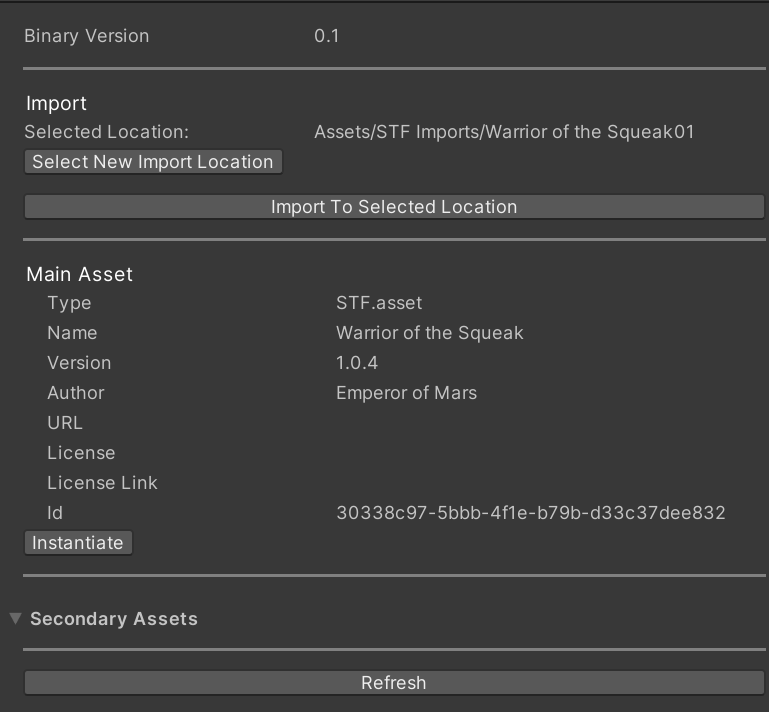 Binary Version 0.1
Import
Selected Location: Assets/STF Imports/Warrior of the Squeak01
Select New Import Location
Import To Selected Location
Main Asset
Type STF.asset
Name Warrior of the Squeak
Version 1.0.4
Author Emperor of Mars
URL
License
License Link
Id 30338c97-5bbb-4f1e-b79b-d33c37dee832
Instantiate
Secondary Assets
Refresh